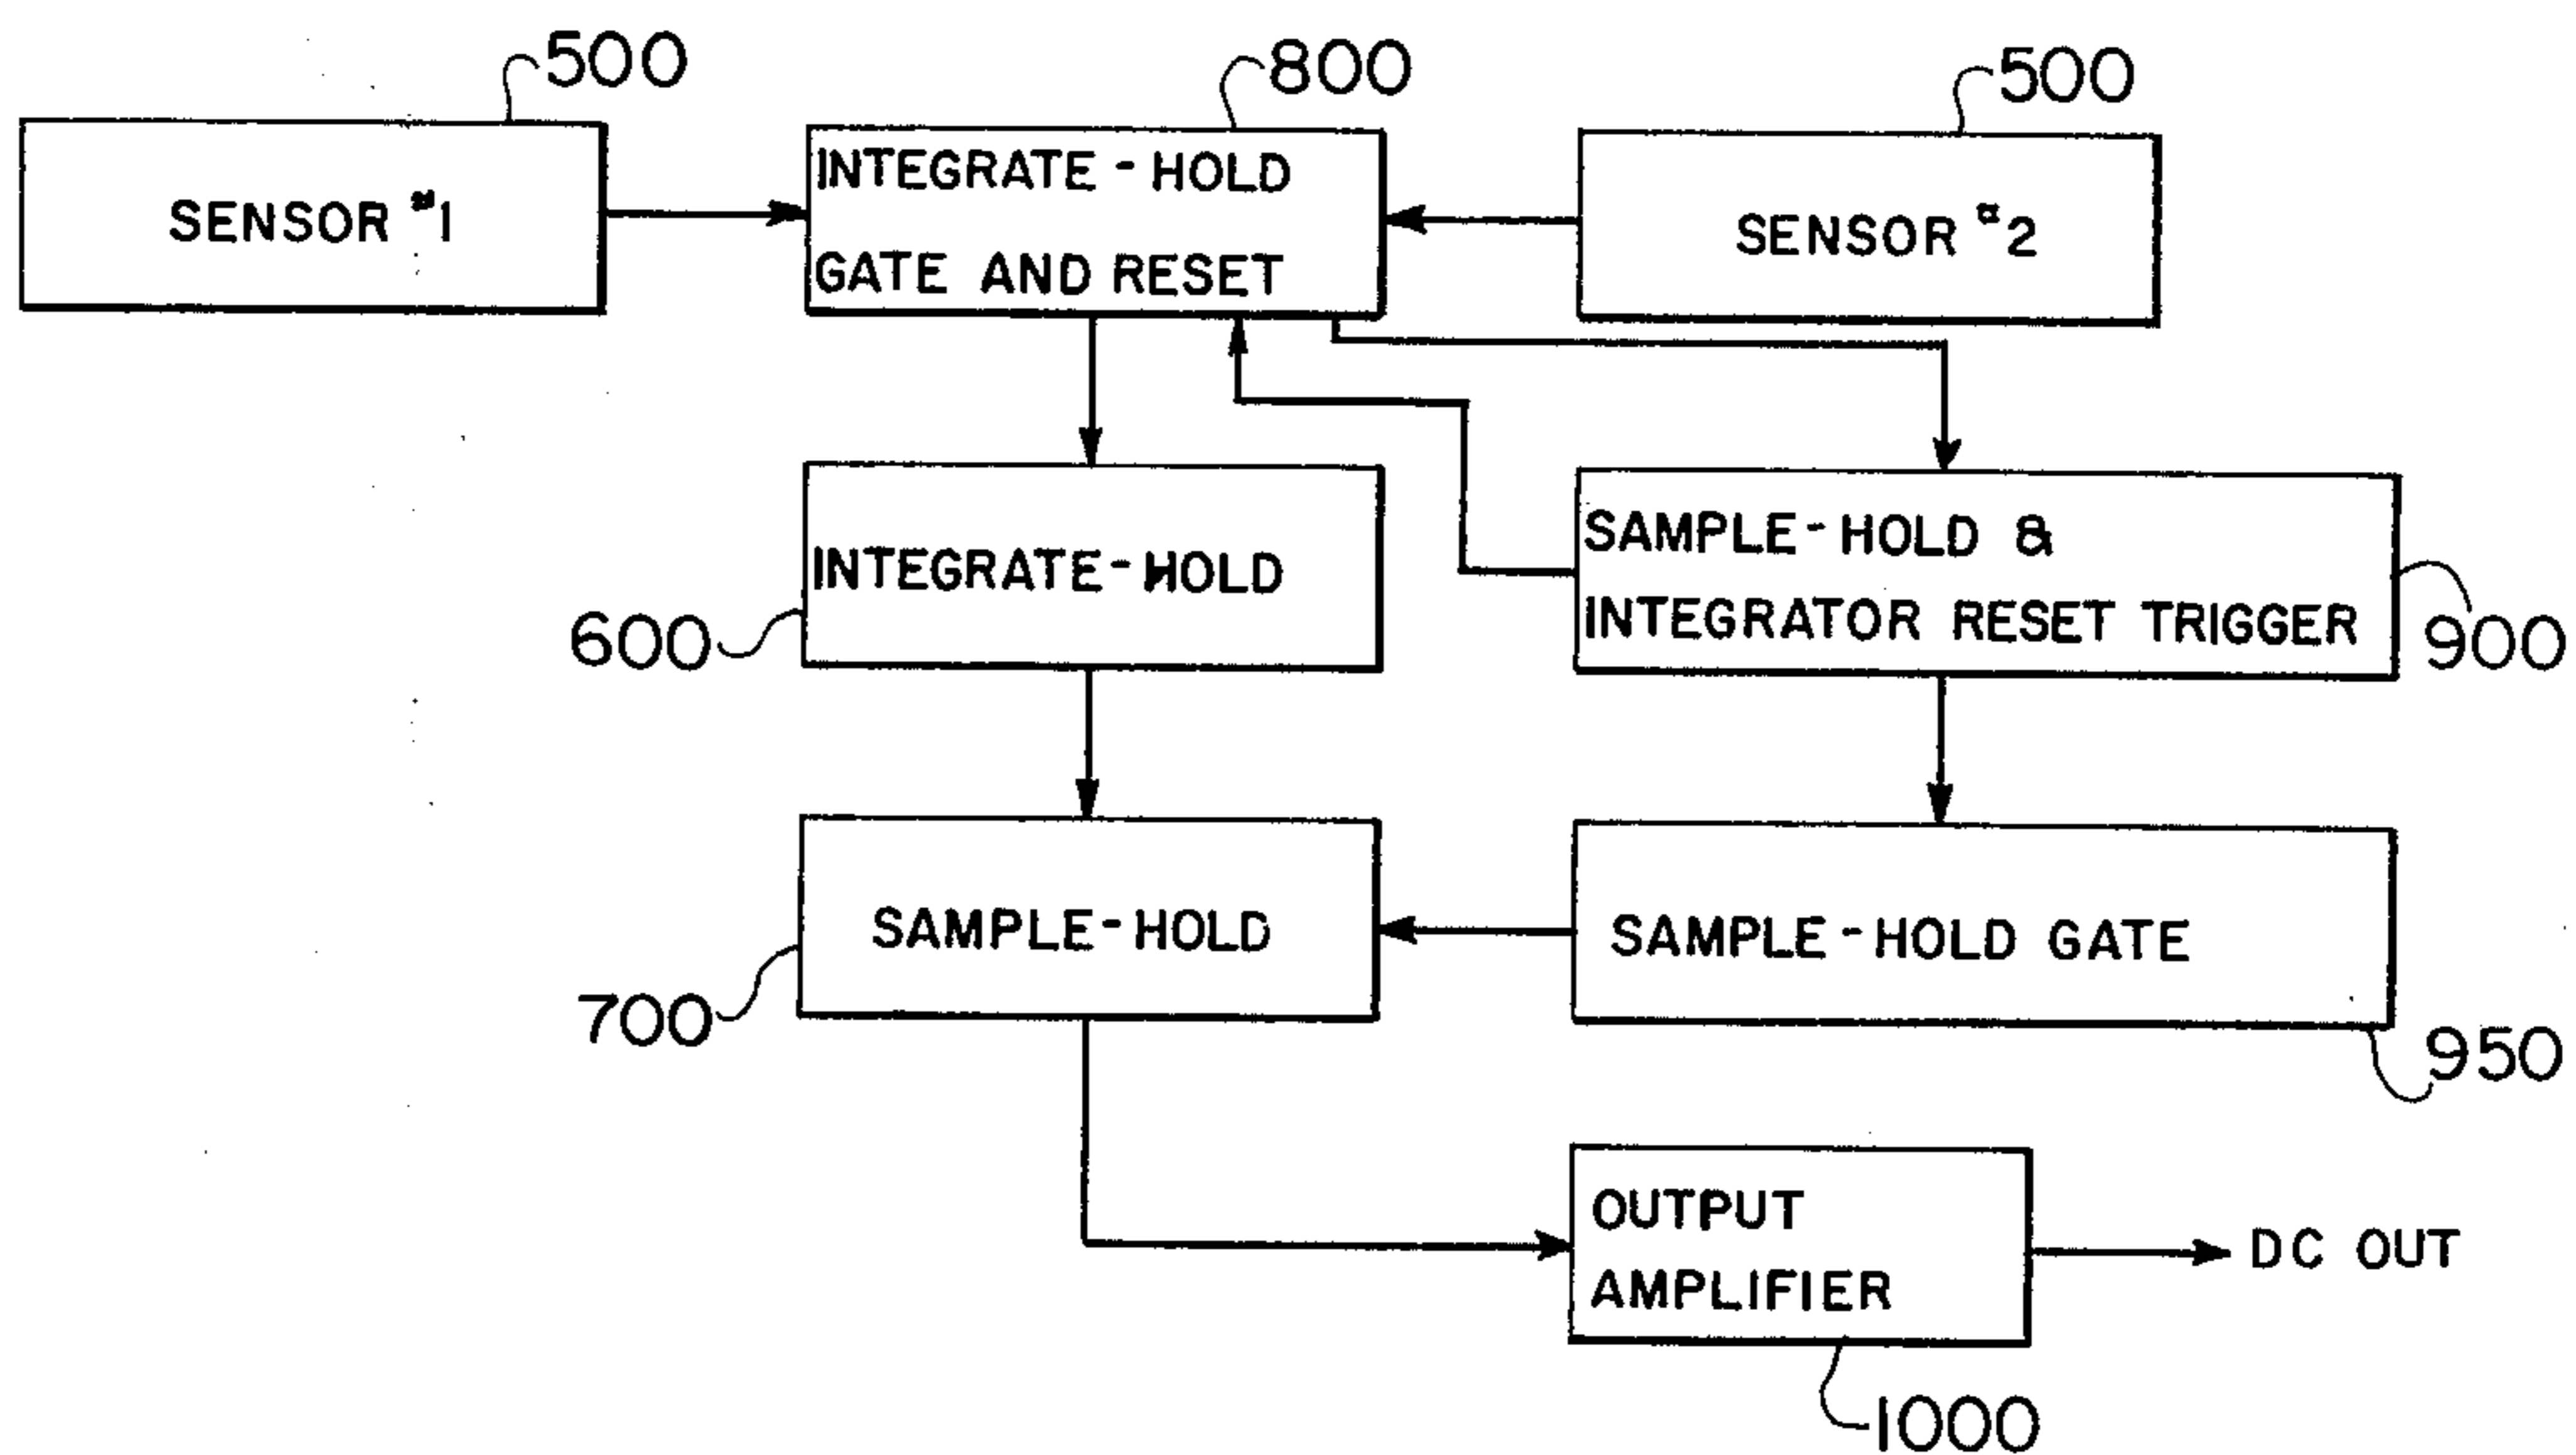 500
800
500
SENSOR #1
INTEGRATE-HOLD
GATE AND RESET
SENSOR #2
INTEGRATE-HOLD
600
SAMPLE-HOLD &
INTEGRATOR RESET TRIGGER
900
SAMPLE-HOLD
700
SAMPLE-HOLD GATE
950
OUTPUT
AMPLIFIER
DC OUT
1000